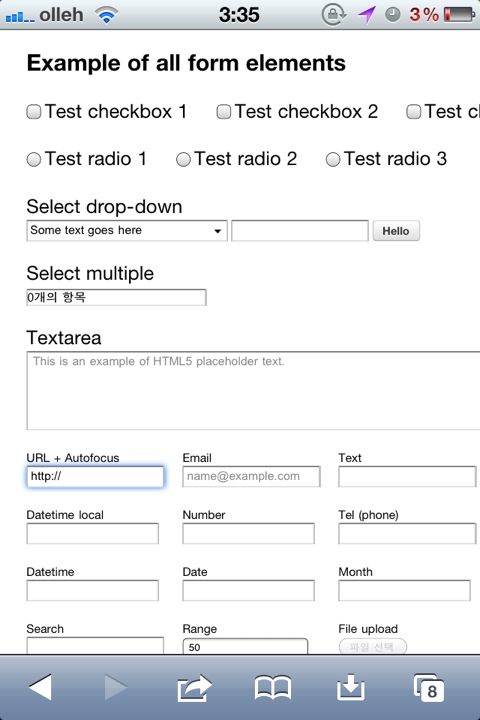 olleh 3:35 3%
Example of all form elements
Test checkbox 1 Test checkbox 2 Test c
Test radio 1 Test radio 2 Test radio 3
Select drop-down
Some text goes here Hello
Select multiple
0개의 항목
Textarea
This is an example of HTML5 placeholder text.
URL + Autofocus Email Text
http:// name@example.com
Datetime local Number Tel (phone)
Datetime Date Month
Search Range File upload
50 파일 선택
8